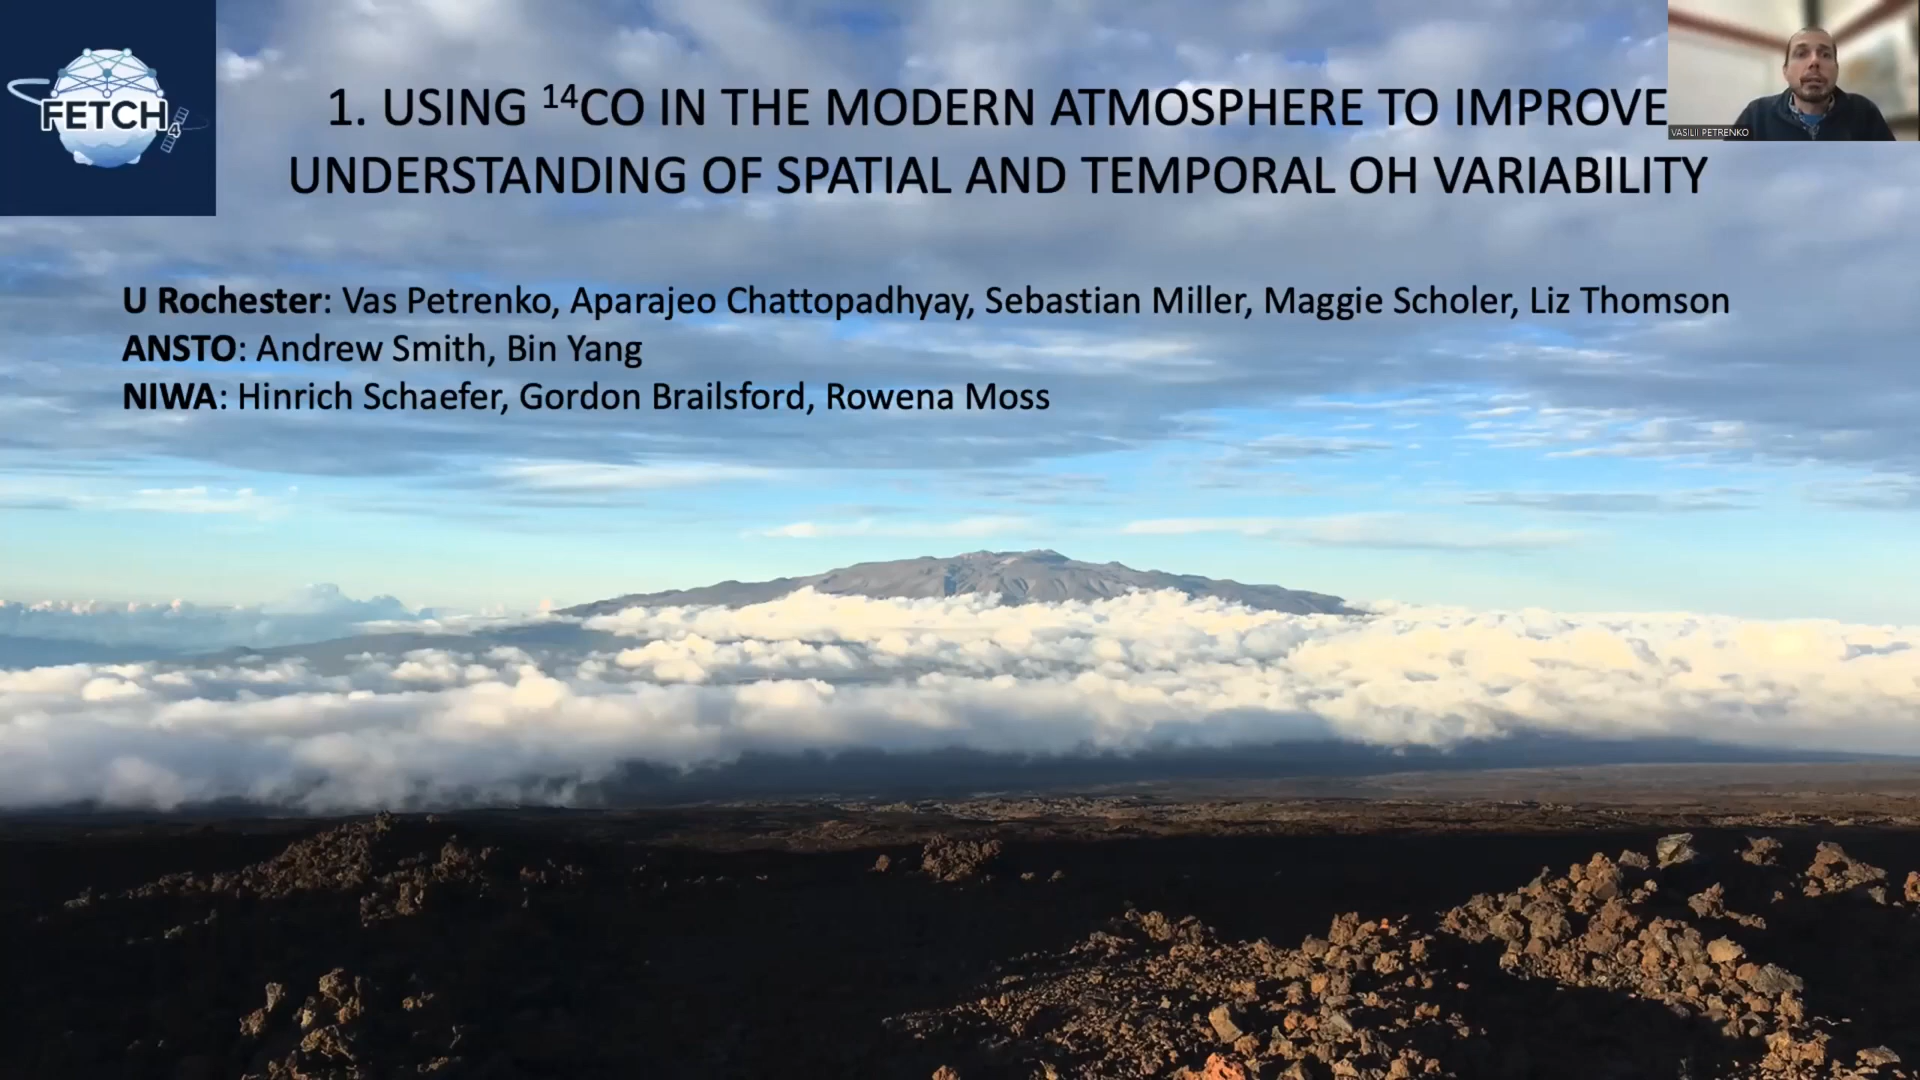 FETCH
4
1. USING ¹⁴CO IN THE MODERN ATMOSPHERE TO IMPROVE
UNDERSTANDING OF SPATIAL AND TEMPORAL OH VARIABILITY
VASILII PETRENKO
U Rochester: Vas Petrenko, Aparajeo Chattopadhyay, Sebastian Miller, Maggie Scholer, Liz Thomson
ANSTO: Andrew Smith, Bin Yang
NIWA: Hinrich Schaefer, Gordon Brailsford, Rowena Moss